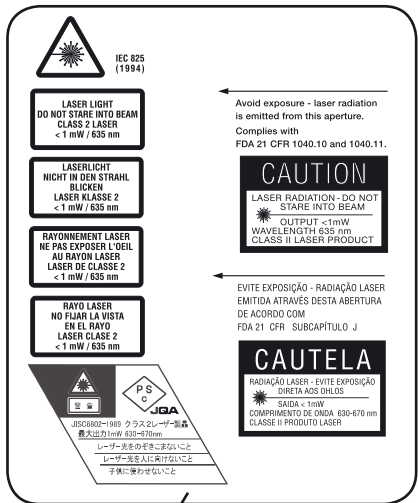 IEC 825
(1994)
LASER LIGHT
DO NOT STARE INTO BEAM
CLASS 2 LASER
< 1 mW / 635 nm
LASERLICHT
NICHT IN DEN STRAHL
BLICKEN
LASER KLASSE 2
< 1 mW / 635 nm
RAYONNEMENT LASER
NE PAS EXPOSER L'OEIL
AU RAYON LASER
LASER DE CLASSE 2
< 1 mW / 635 nm
RAYO LASER
NO FIJAR LA VISTA
EN EL RAYO
LASER CLASE 2
< 1 mW / 635 nm
警告
PS
C
JQA
JISC6802-1989 クラス2レーザー製品
最大出力1mW 630-670nm
レーザー光をのぞきこまないこと
レーザー光を人に向けないこと
子供に使わせないこと
Avoid exposure - laser radiation
is emitted from this aperture.
Complies with
FDA 21 CFR 1040.10 and 1040.11.
CAUTION
LASER RADIATION - DO NOT
STARE INTO BEAM
OUTPUT <1mW
WAVELENGTH 635 nm
CLASS II LASER PRODUCT
EVITE EXPOSIÇÃO - RADIAÇÃO LASER
EMITIDA ATRAVÉS DESTA ABERTURA
DE ACORDO COM
FDA 21 CFR SUBCAPÍTULO J
CAUTELA
RADIAÇÃO LASER - EVITE EXPOSIÇÃO
DIRETA AOS OHLOS
SAIDA < 1mW
COMPRIMENTO DE ONDA 630-670 nm
CLASSE II PRODUTO LASER